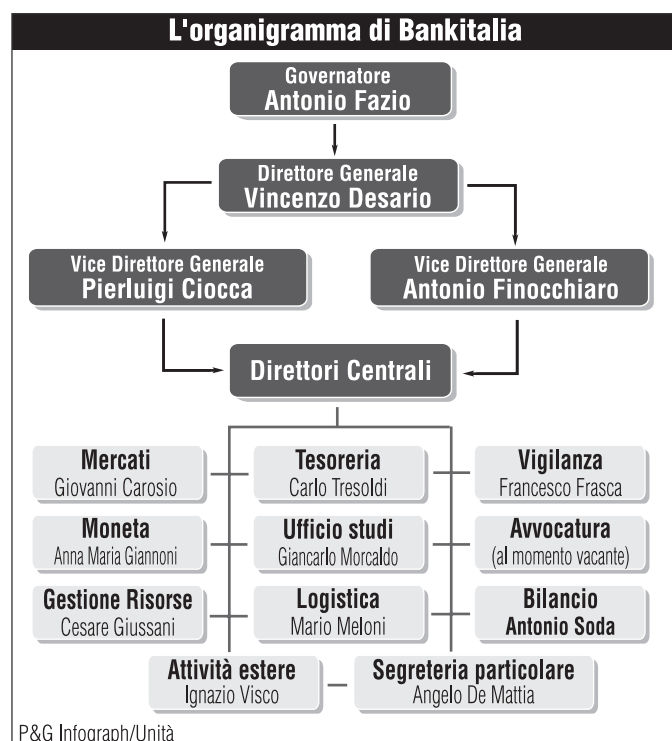 L'organigramma di Bankitalia
Governatore
Antonio Fazio
Direttore Generale
Vincenzo Desario
Vice Direttore Generale
Pierluigi Ciocca
Vice Direttore Generale
Antonio Finocchiaro
Direttori Centrali
Mercati
Giovanni Carosio
Tesoreria
Carlo Tresoldi
Vigilanza
Francesco Frasca
Moneta
Anna Maria Giannoni
Ufficio studi
Giancarlo Morcaldo
Avvocatura
(al momento vacante)
Gestione Risorse
Cesare Giussani
Logistica
Mario Meloni
Bilancio
Antonio Soda
Attività estere
Ignazio Visco
Segreteria particolare
Angelo De Mattia
P&G Infograph/Unità